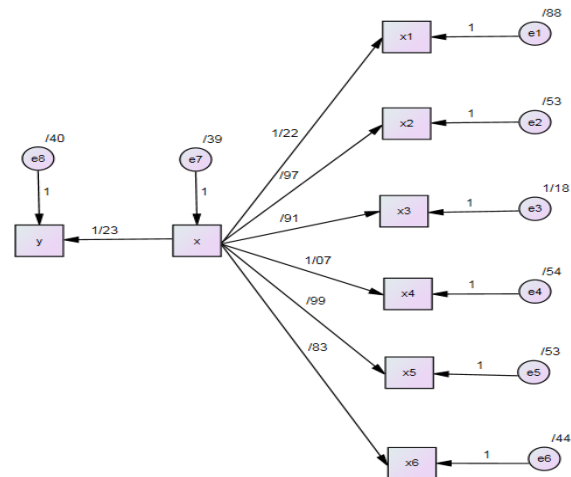 /88
x1
1
e1
/53
x2
1
e2
1/22
/40
/39
e8
e7
/97
1/18
x3
1
e3
1
1
/91
y
1/23
x
1/07
/54
x4
1
e4
/99
/53
x5
1
e5
/83
/44
x6
1
e6